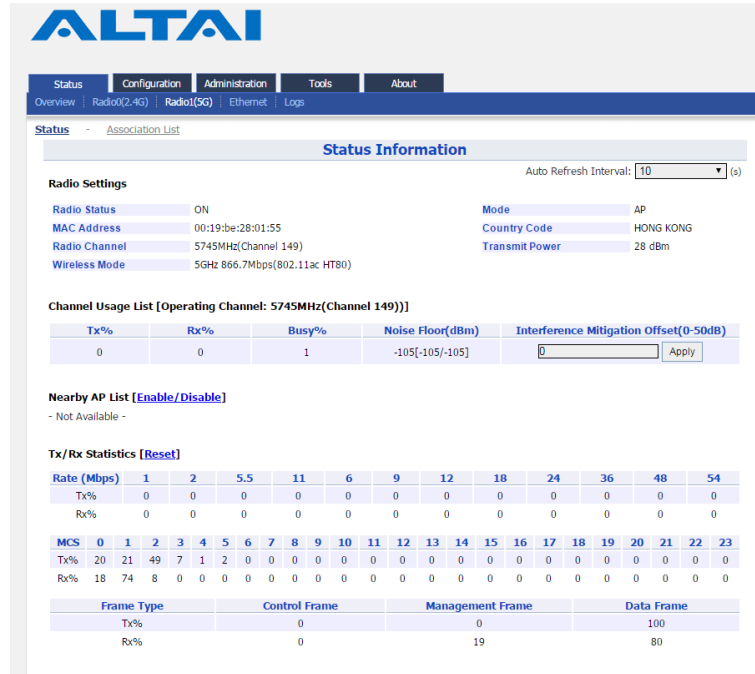 ALTAI
Status Configuration Administration Tools About
Overview | Radio0(2.4G) | Radio1(5G) | Ethernet | Logs
Status - Association List
Status Information
Auto Refresh Interval: 10 (s)
Radio Settings
Radio Status ON Mode AP
MAC Address 00:19:be:28:01:55 Country Code HONG KONG
Radio Channel 5745MHz(Channel 149) Transmit Power 28 dBm
Wireless Mode 5GHz 866.7Mbps(802.11ac HT80)
Channel Usage List [Operating Channel: 5745MHz(Channel 149))]
Tx% Rx% Busy% Noise Floor(dBm) Interference Mitigation Offset(0-50dB)
0 0 1 -105[-105/-105] 0 Apply
Nearby AP List [Enable/Disable]
- Not Available -
Tx/Rx Statistics [Reset]
Rate (Mbps) 1 2 5.5 11 6 9 12 18 24 36 48 54
Tx% 0 0 0 0 0 0 0 0 0 0 0 0
Rx% 0 0 0 0 0 0 0 0 0 0 0 0
MCS 0 1 2 3 4 5 6 7 8 9 10 11 12 13 14 15 16 17 18 19 20 21 22 23
Tx% 20 21 49 7 1 2 0 0 0 0 0 0 0 0 0 0 0 0 0 0 0 0 0 0
Rx% 18 74 8 0 0 0 0 0 0 0 0 0 0 0 0 0 0 0 0 0 0 0 0 0
Frame Type Control Frame Management Frame Data Frame
Tx% 0 0 100
Rx% 0 19 80